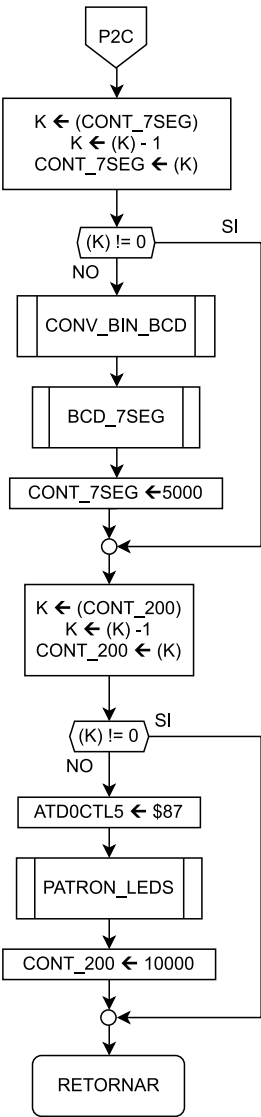 P2C
K ← (CONT_7SEG)
K ← (K) - 1
CONT_7SEG ← (K)
(K) != 0
SI
NO
CONV_BIN_BCD
BCD_7SEG
CONT_7SEG ←5000
K ← (CONT_200)
K ← (K) -1
CONT_200 ← (K)
(K) != 0
SI
NO
ATD0CTL5 ← $87
PATRON_LEDS
CONT_200 ← 10000
RETORNAR